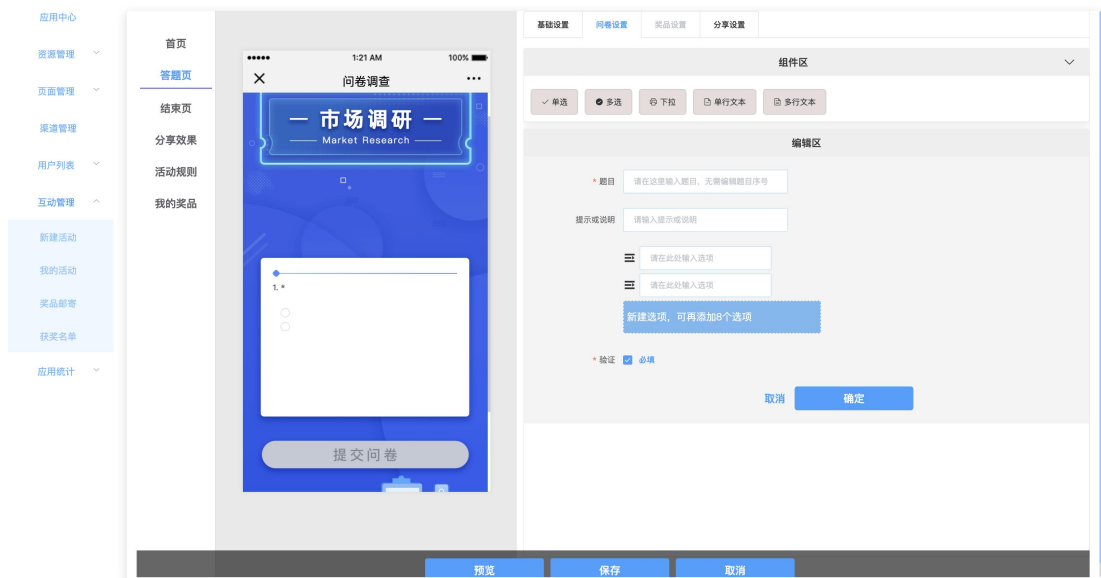 应用中心
资源管理
页面管理
渠道管理
用户列表
互动管理
新建活动
我的活动
奖品邮寄
获奖名单
应用统计
首页
答题页
结束页
分享效果
活动规则
我的奖品
1:21 AM 100%
问卷调查
市场调研
Market Research
1. *
提交问卷
基础设置 问卷设置 奖品设置 分享设置
组件区
单选 多选 下拉 单行文本 多行文本
编辑区
* 题目 请在这里输入题目，无需编辑题目序号
提示或说明 请输入提示或说明
请在此处输入选项
请在此处输入选项
新建选项，可再添加8个选项
* 验证 必填
取消 确定
预览 保存 取消